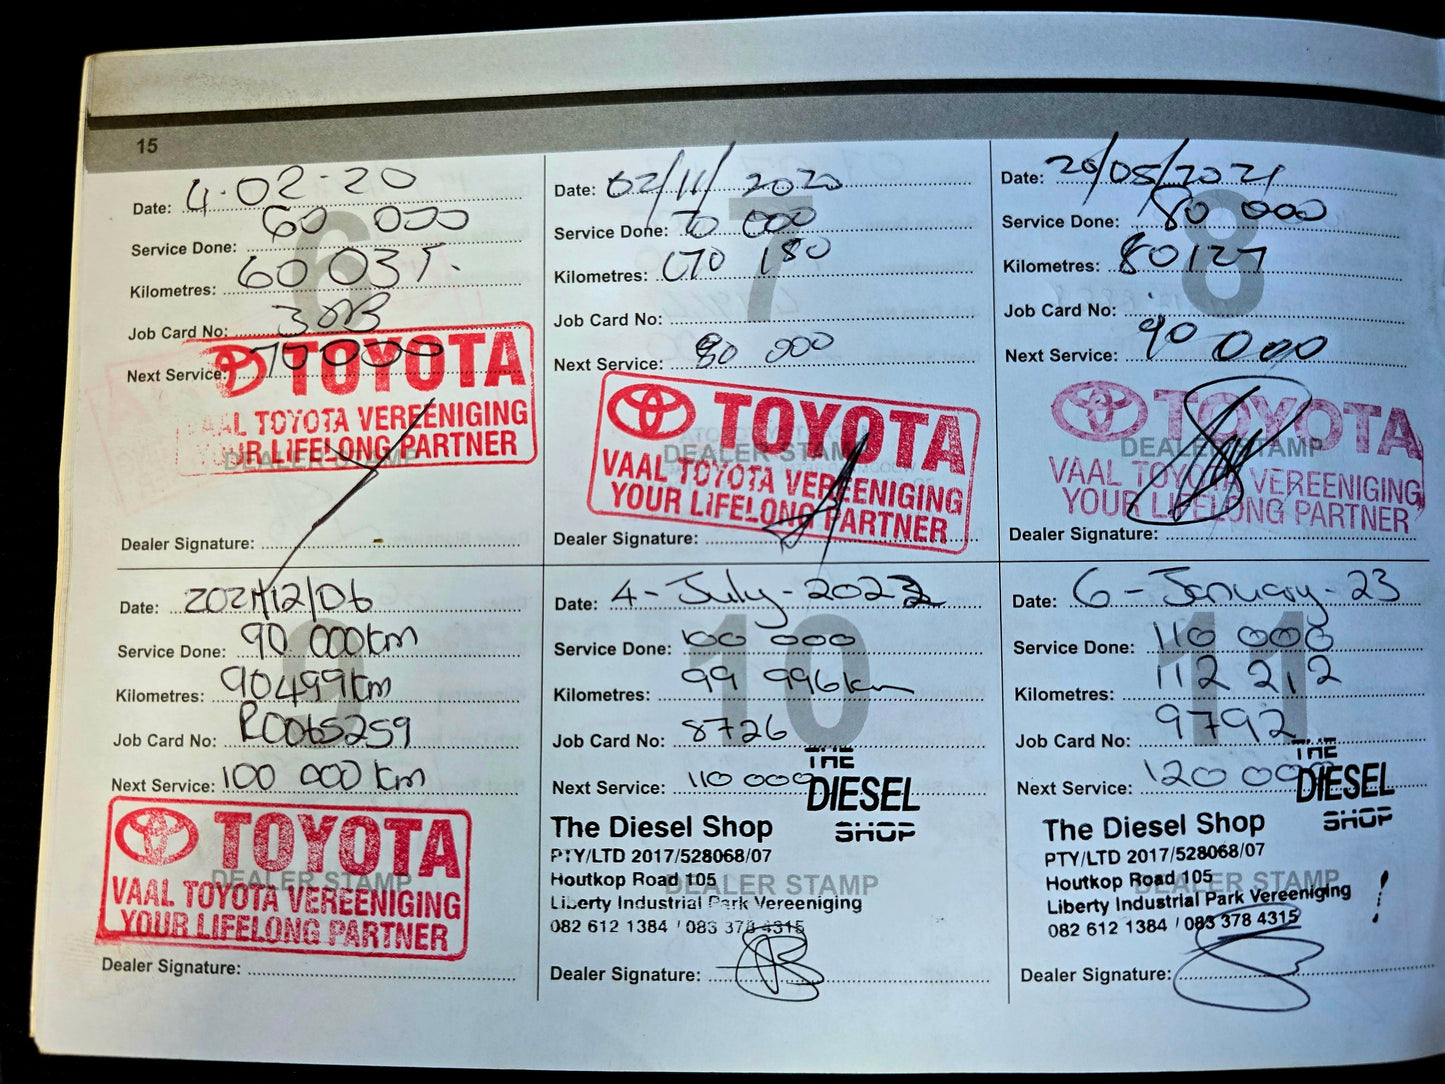 15
6
Date: 4-02-20
Service Done: 60 000
Kilometres: 60 035.
Job Card No: 388
Next Service: 70000
TOYOTA
VAAL TOYOTA VEREENIGING
YOUR LIFELONG PARTNER
DEALER STAMP
Dealer Signature:
7
Date: 02/11/2020
Service Done: 70 000
Kilometres: 070 180
Job Card No:
Next Service: 80 000
TOYOTA
DEALER STAMP
VAAL TOYOTA VEREENIGING
YOUR LIFELONG PARTNER
Dealer Signature:
8
Date: 20/05/2021
Service Done: 80 000
Kilometres: 80127
Job Card No:
Next Service: 90 000
TOYOTA
DEALER STAMP
VAAL TOYOTA VEREENIGING
YOUR LIFELONG PARTNER
Dealer Signature:
9
Date: 2021/12/06
Service Done: 90 000km
Kilometres: 90499km
Job Card No: R0065259
Next Service: 100 000 km
TOYOTA
DEALER STAMP
VAAL TOYOTA VEREENIGING
YOUR LIFELONG PARTNER
Dealer Signature:
10
Date: 4-July-2022
Service Done: 100 000
Kilometres: 99 996km
Job Card No: 8726
Next Service: 110 000
THE
DIESEL
SHOP
The Diesel Shop
PTY/LTD 2017/528068/07
Houtkop Road 105
DEALER STAMP
Liberty Industrial Park Vereeniging
082 612 1384 / 083 378 4315
Dealer Signature:
11
Date: 6-January-23
Service Done: 110 000
Kilometres: 112 212
Job Card No: 9792
Next Service: 120 000
THE
DIESEL
SHOP
The Diesel Shop
PTY/LTD 2017/528068/07
Houtkop Road 105
DEALER STAMP
Liberty Industrial Park Vereeniging
082 612 1384 / 083 378 4315
!
Dealer Signature: